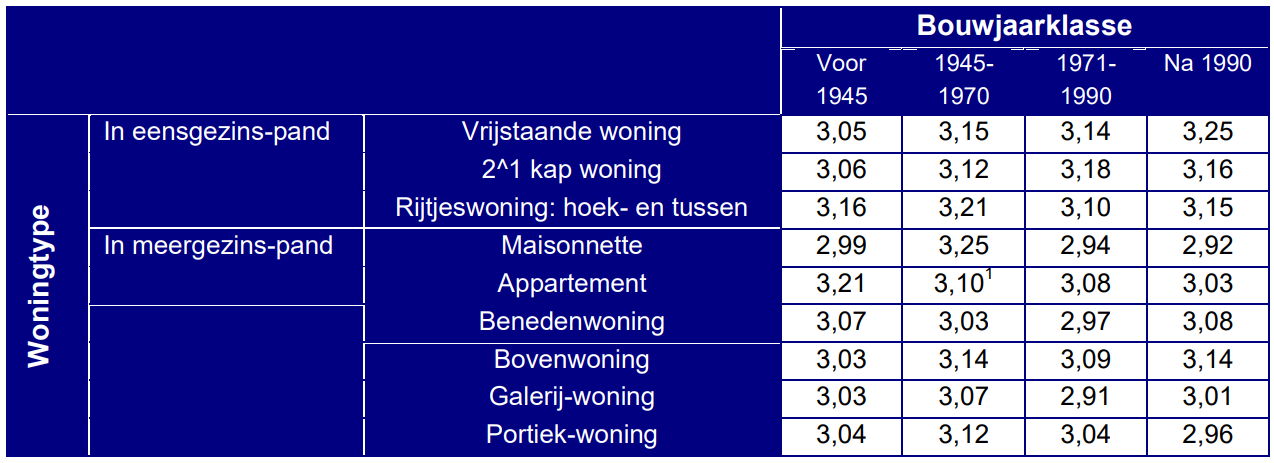 Bouwjaarklasse
Voor 1945- 1971- Na 1990
1945 1970 1990
Woningtype
In eensgezins-pand Vrijstaande woning 3,05 3,15 3,14 3,25
2^1 kap woning 3,06 3,12 3,18 3,16
Rijtjeswoning: hoek- en tussen 3,16 3,21 3,10 3,15
In meergezins-pand Maisonnette 2,99 3,25 2,94 2,92
Appartement 3,21 3,10¹ 3,08 3,03
Benedenwoning 3,07 3,03 2,97 3,08
Bovenwoning 3,03 3,14 3,09 3,14
Galerij-woning 3,03 3,07 2,91 3,01
Portiek-woning 3,04 3,12 3,04 2,96